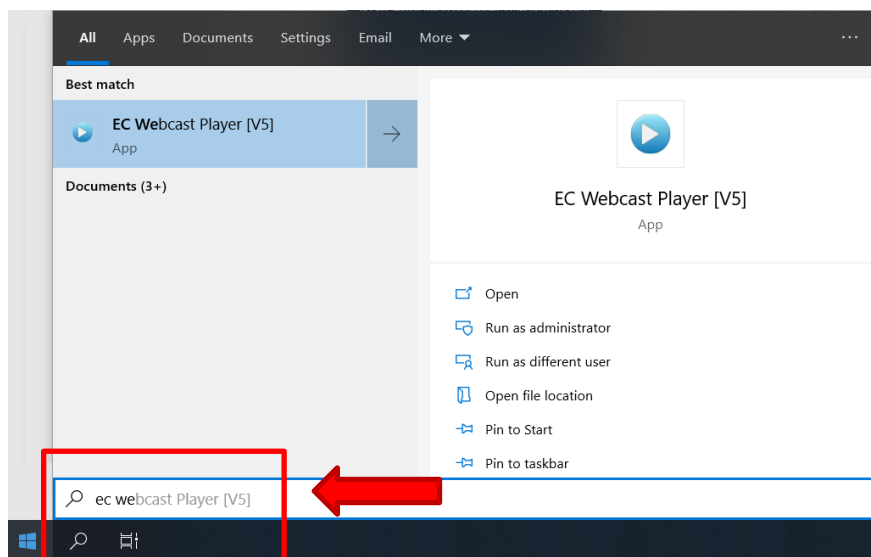 All Apps Documents Settings Email More
Best match
EC Webcast Player [V5]
App
Documents (3+)
EC Webcast Player [V5]
App
Open
Run as administrator
Run as different user
Open file location
Pin to Start
Pin to taskbar
ec webcast Player [V5]